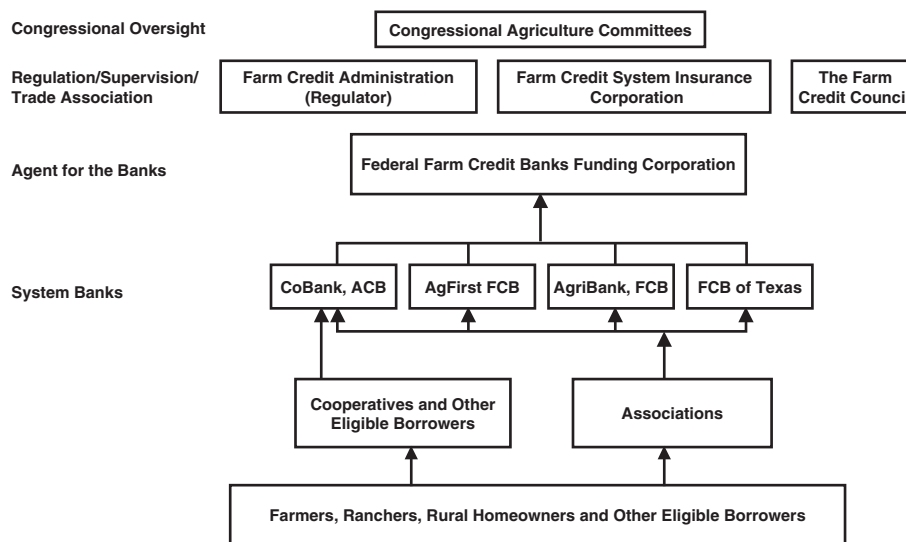 Congressional Oversight
Congressional Agriculture Committees
Regulation/Supervision/
Trade Association
Farm Credit Administration
(Regulator)
Farm Credit System Insurance
Corporation
The Farm
Credit Council
Agent for the Banks
Federal Farm Credit Banks Funding Corporation
System Banks
CoBank, ACB
AgFirst FCB
AgriBank, FCB
FCB of Texas
Cooperatives and Other
Eligible Borrowers
Associations
Farmers, Ranchers, Rural Homeowners and Other Eligible Borrowers